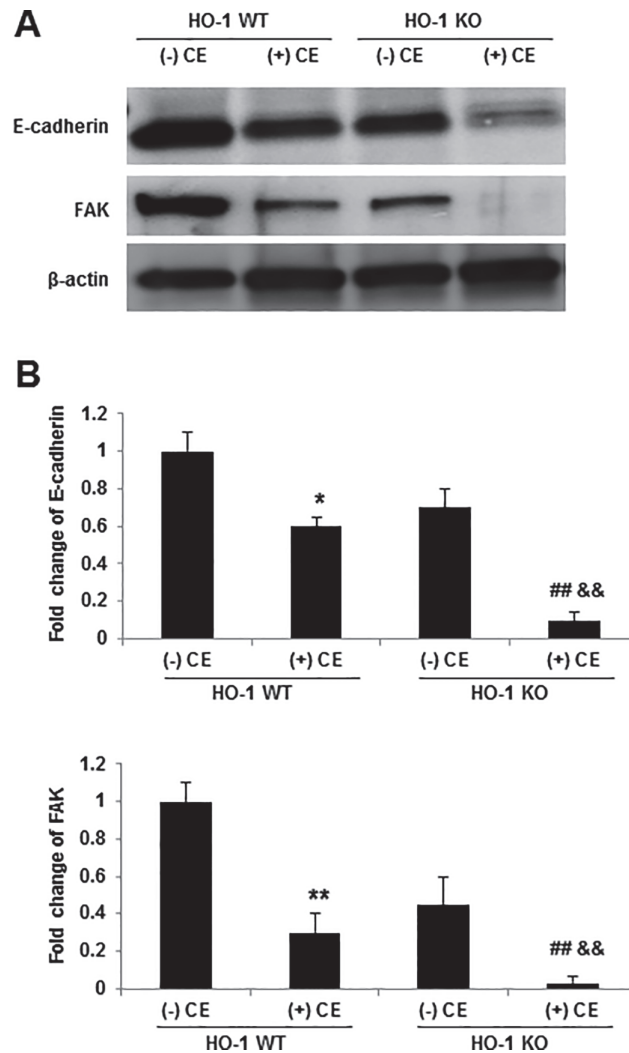 A
HO-1 WT HO-1 KO
(-) CE (+) CE (-) CE (+) CE
E-cadherin
FAK
β-actin
B
Fold change of E-cadherin
1.2
1
0.8
0.6
0.4
0.2
0
*
## &&
(-) CE (+) CE (-) CE (+) CE
HO-1 WT HO-1 KO
Fold change of FAK
1.2
1
0.8
0.6
0.4
0.2
0
**
## &&
(-) CE (+) CE (-) CE (+) CE
HO-1 WT HO-1 KO